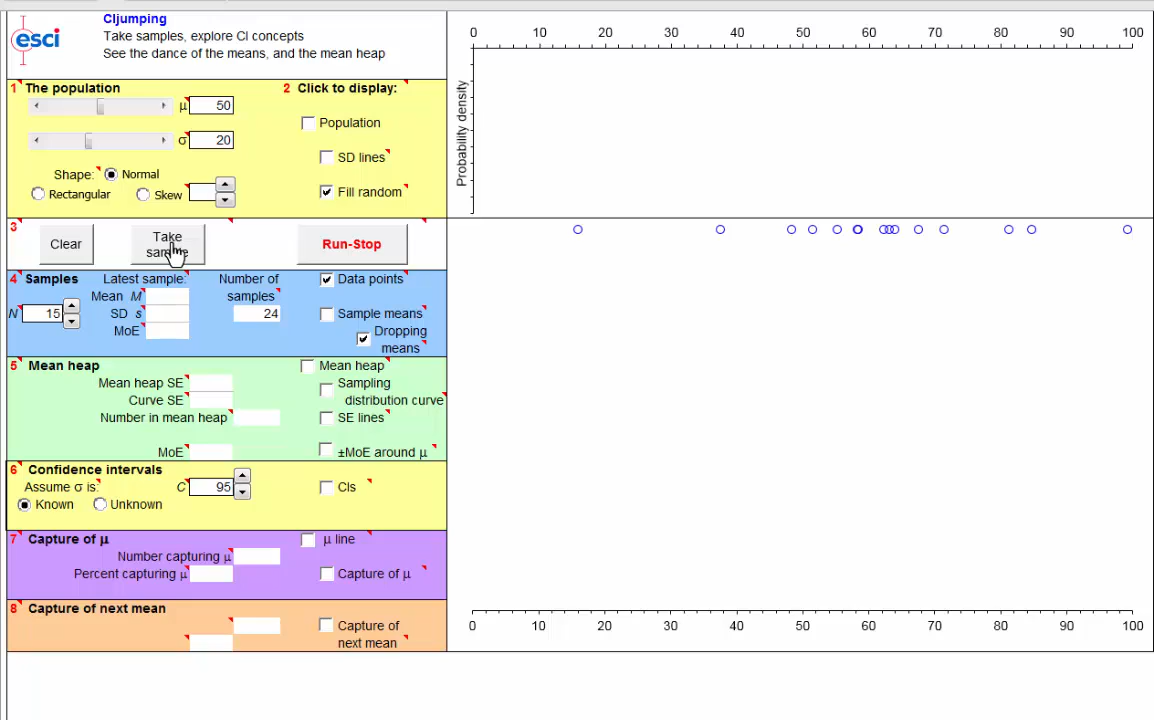 esci
CIjumping
Take samples, explore CI concepts
See the dance of the means, and the mean heap
1 The population
μ 50
σ 20
Shape: Normal
Rectangular Skew
2 Click to display:
Population
SD lines
Fill random
3
Clear
Take sample
Run-Stop
4 Samples
Latest sample:
Mean M
N 15 SD s
MoE
Number of
samples
24
Data points
Sample means
Dropping
means
5 Mean heap
Mean heap SE
Curve SE
Number in mean heap
MoE
Mean heap
Sampling
distribution curve
SE lines
±MoE around μ
6 Confidence intervals
Assume σ is: C 95
Known Unknown
CIs
7 Capture of μ
Number capturing μ
Percent capturing μ
μ line
Capture of μ
8 Capture of next mean
Capture of
next mean
0 10 20 30 40 50 60 70 80 90 100
Probability density
0 10 20 30 40 50 60 70 80 90 100